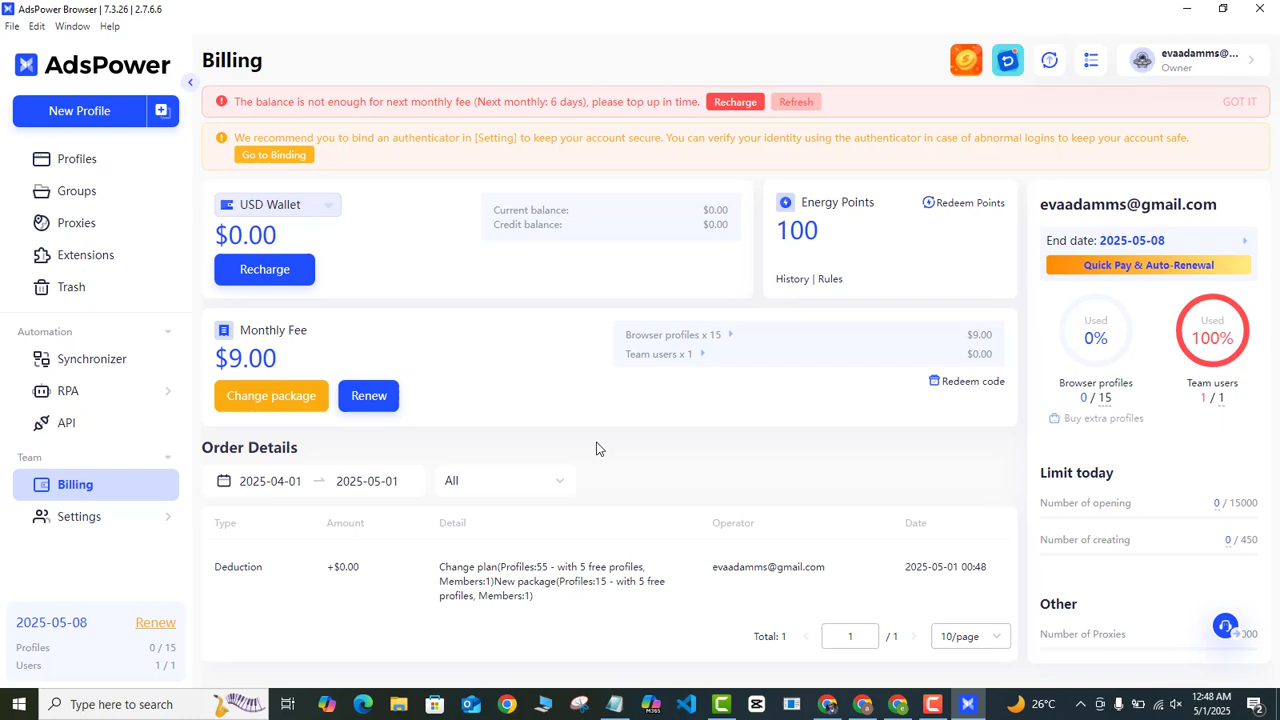 AdsPower Browser | 7.3.26 | 2.7.6.6
File Edit Window Help
AdsPower
New Profile
Profiles
Groups
Proxies
Extensions
Trash
Automation
Synchronizer
RPA
API
Team
Billing
Settings
2025-05-08 Renew
Profiles 0 / 15
Users 1 / 1
Billing
evaadamms@...
Owner
The balance is not enough for next monthly fee (Next monthly: 6 days), please top up in time. Recharge Refresh GOT IT
We recommend you to bind an authenticator in [Setting] to keep your account secure. You can verify your identity using the authenticator in case of abnormal logins to keep your account safe.
Go to Binding
USD Wallet
$0.00
Recharge
Current balance: $0.00
Credit balance: $0.00
Energy Points Redeem Points
100
History | Rules
Monthly Fee
$9.00
Change package Renew
Browser profiles x 15 $9.00
Team users x 1 $0.00
Redeem code
Order Details
2025-04-01 2025-05-01 All
Type Amount Detail Operator Date
Deduction +$0.00 Change plan(Profiles:55 - with 5 free profiles, evaadamms@gmail.com 2025-05-01 00:48
Members:1)New package(Profiles:15 - with 5 free
profiles, Members:1)
Total: 1 1 / 1 10/page
evaadamms@gmail.com
End date: 2025-05-08
Quick Pay & Auto-Renewal
Used Used
0% 100%
Browser profiles Team users
0 / 15 1 / 1
Buy extra profiles
Limit today
Number of opening 0 / 15000
Number of creating 0 / 450
Other
Number of Proxies
Type here to search
M365
26°C
12:48 AM
5/1/2025